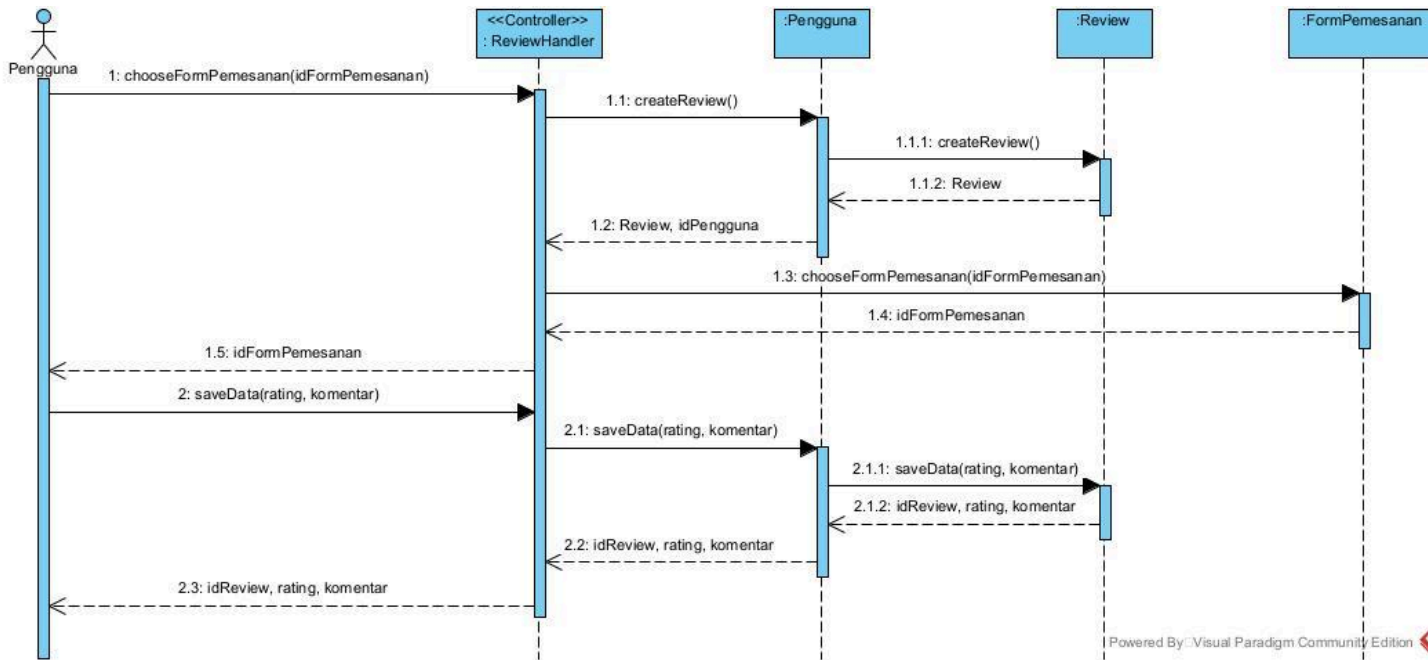 <<Controller>>
: ReviewHandler
:Pengguna
:Review
:FormPemesanan
Pengguna
1: chooseFormPemesanan(idFormPemesanan)
1.1: createReview()
1.1.1: createReview()
1.1.2: Review
1.2: Review, idPengguna
1.3: chooseFormPemesanan(idFormPemesanan)
1.4: idFormPemesanan
1.5: idFormPemesanan
2: saveData(rating, komentar)
2.1: saveData(rating, komentar)
2.1.1: saveData(rating, komentar)
2.1.2: idReview, rating, komentar
2.2: idReview, rating, komentar
2.3: idReview, rating, komentar
Powered By Visual Paradigm Community Edition